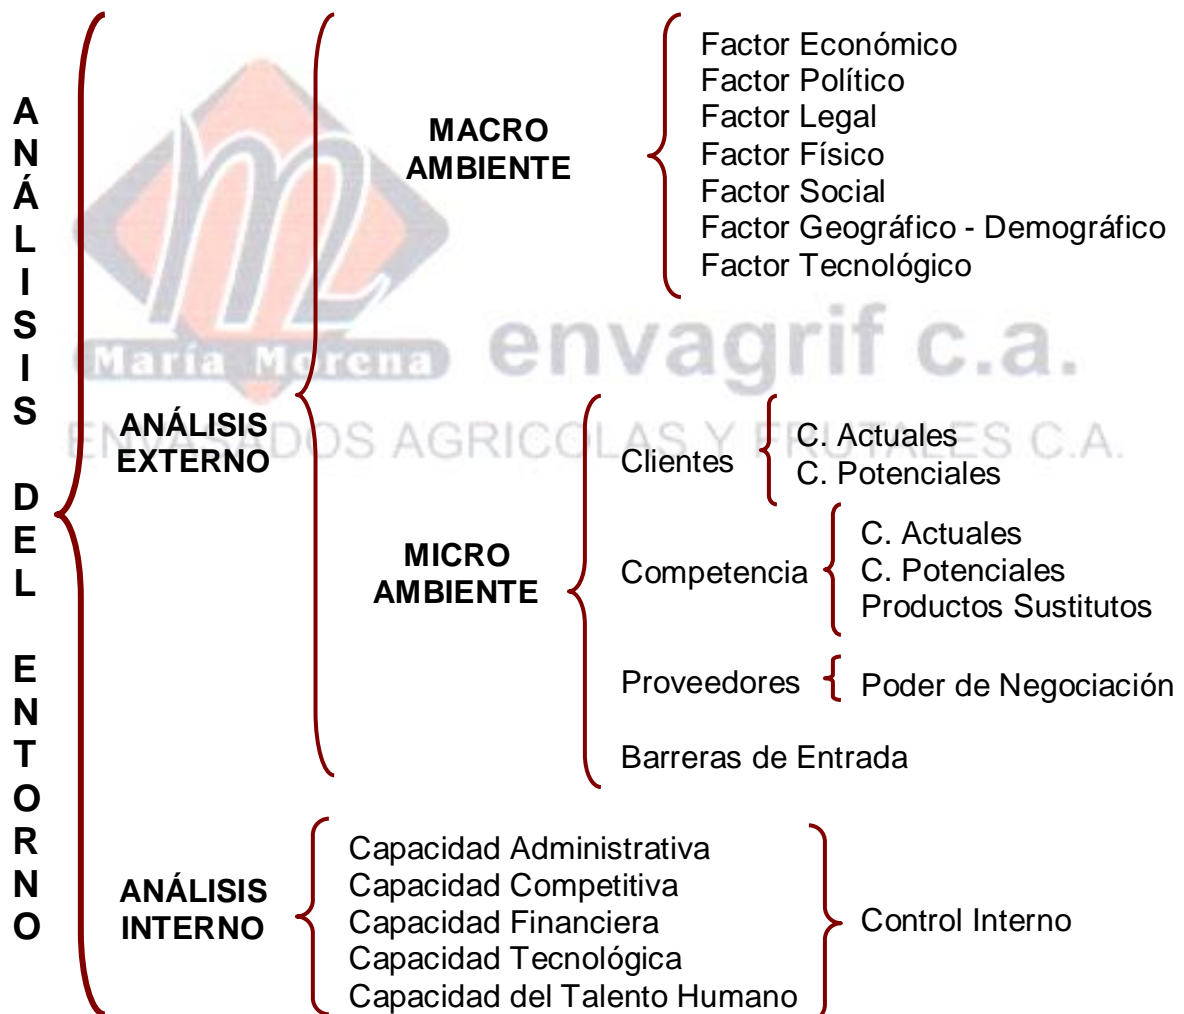 ANÁLISIS DEL ENTORNO
ANÁLISIS
EXTERNO
MACRO
AMBIENTE
Factor Económico
Factor Político
Factor Legal
Factor Físico
Factor Social
Factor Geográfico - Demográfico
Factor Tecnológico
MICRO
AMBIENTE
Clientes
C. Actuales
C. Potenciales
Competencia
C. Actuales
C. Potenciales
Productos Sustitutos
Proveedores
Poder de Negociación
Barreras de Entrada
ANÁLISIS
INTERNO
Capacidad Administrativa
Capacidad Competitiva
Capacidad Financiera
Capacidad Tecnológica
Capacidad del Talento Humano
Control Interno
m
María Morena
envagrif c.a.
ENVASADOS AGRICOLAS Y FRUTALES C.A.